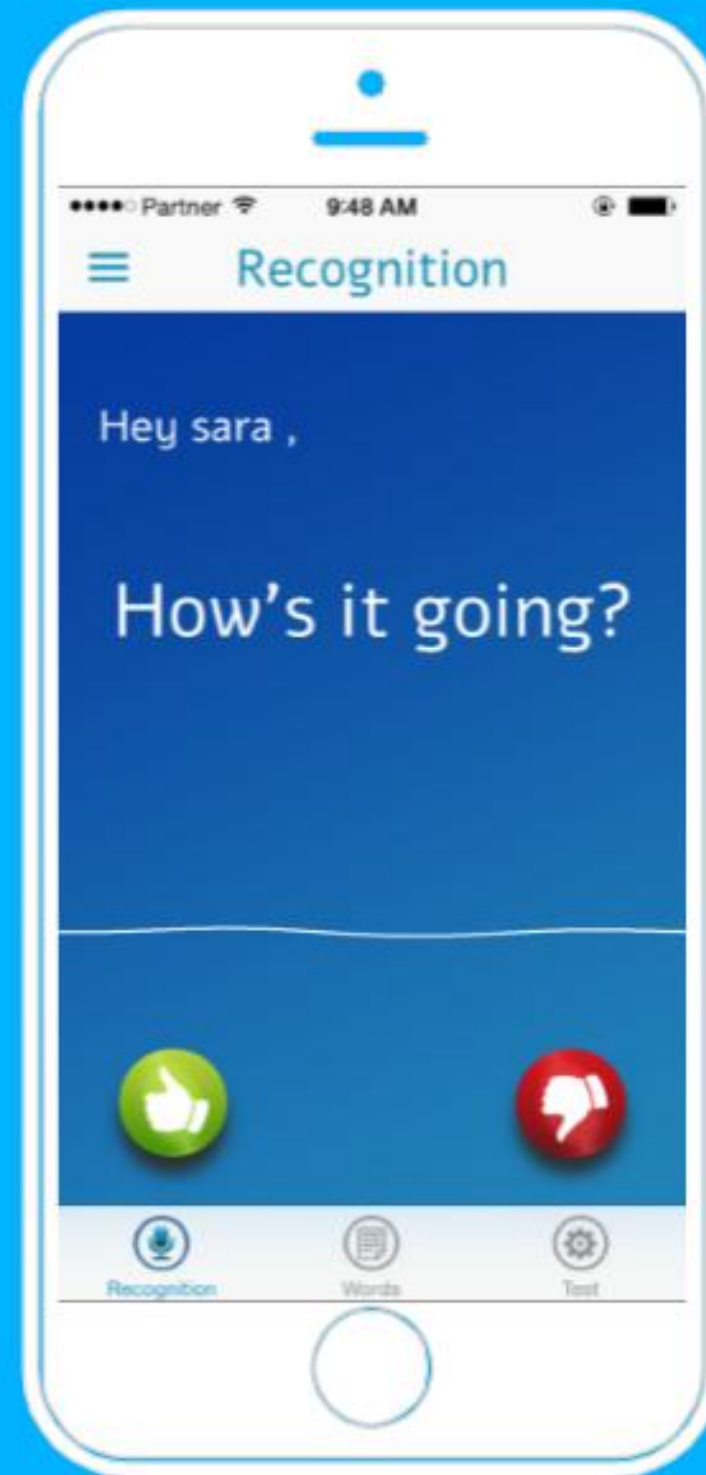 Partner 9:48 AM
Recognition
Hey sara ,
How's it going?
Recognition Words Test